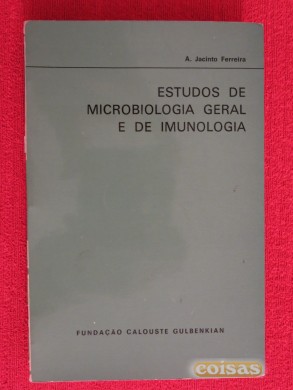 A. Jacinto Ferreira
ESTUDOS DE
MICROBIOLOGIA GERAL
E DE IMUNOLOGIA
FUNDAÇÃO CALOUSTE GULBENKIAN
coisas